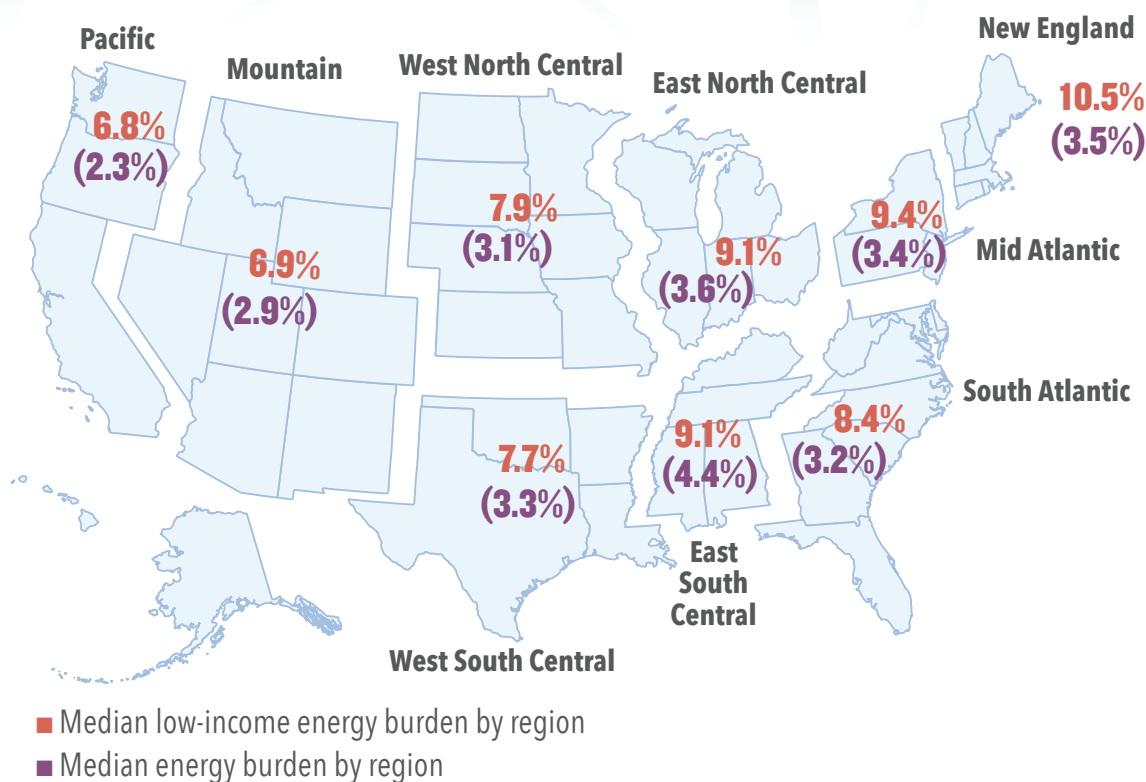 Pacific
6.8%
(2.3%)
Mountain
6.9%
(2.9%)
West North Central
7.9%
(3.1%)
East North Central
9.1%
(3.6%)
New England
10.5%
(3.5%)
9.4%
(3.4%)
Mid Atlantic
South Atlantic
8.4%
(3.2%)
9.1%
(4.4%)
East
South
Central
7.7%
(3.3%)
West South Central
Median low-income energy burden by region
Median energy burden by region